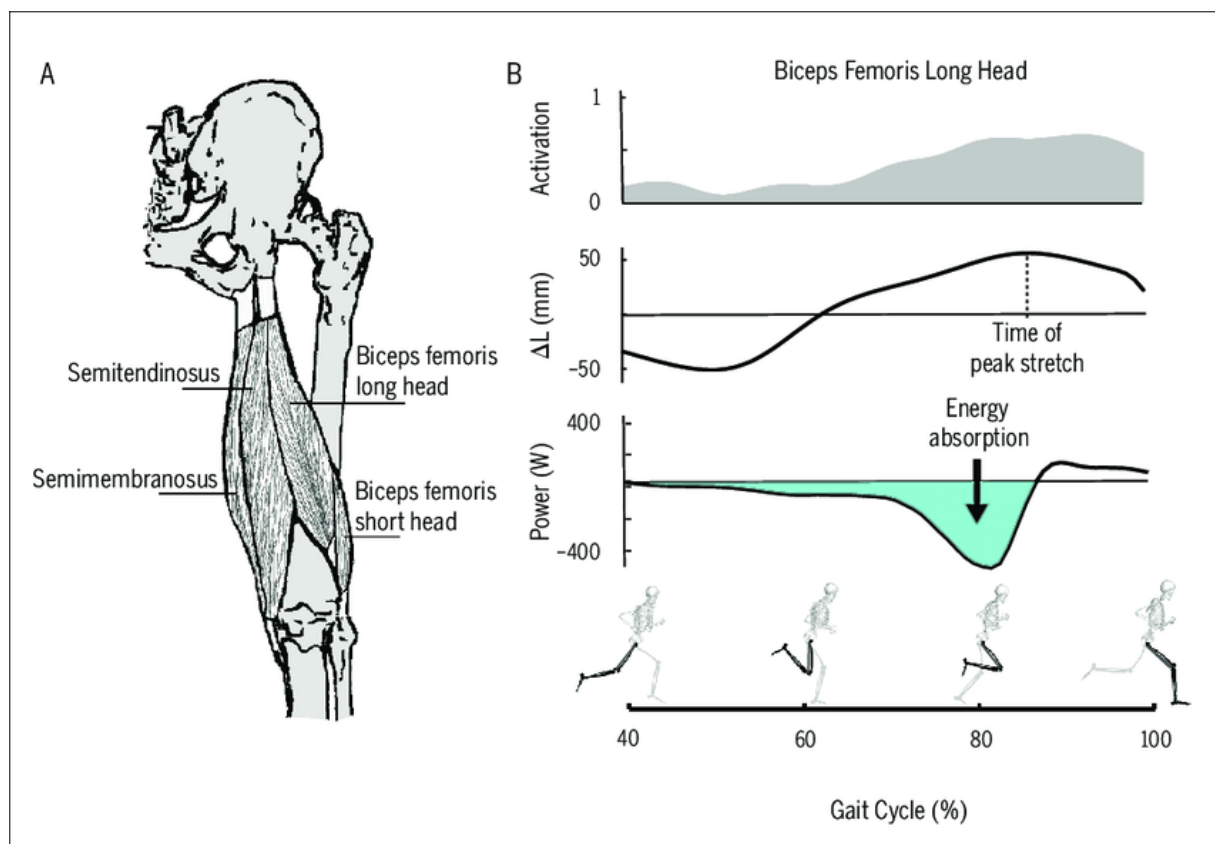 A
Semitendinosus
Semimembranosus
Biceps femoris
long head
Biceps femoris
short head
B
Biceps Femoris Long Head
Activation
1
0
ΔL (mm)
50
–50
Time of
peak stretch
Power (W)
400
–400
Energy
absorption
40
60
80
100
Gait Cycle (%)